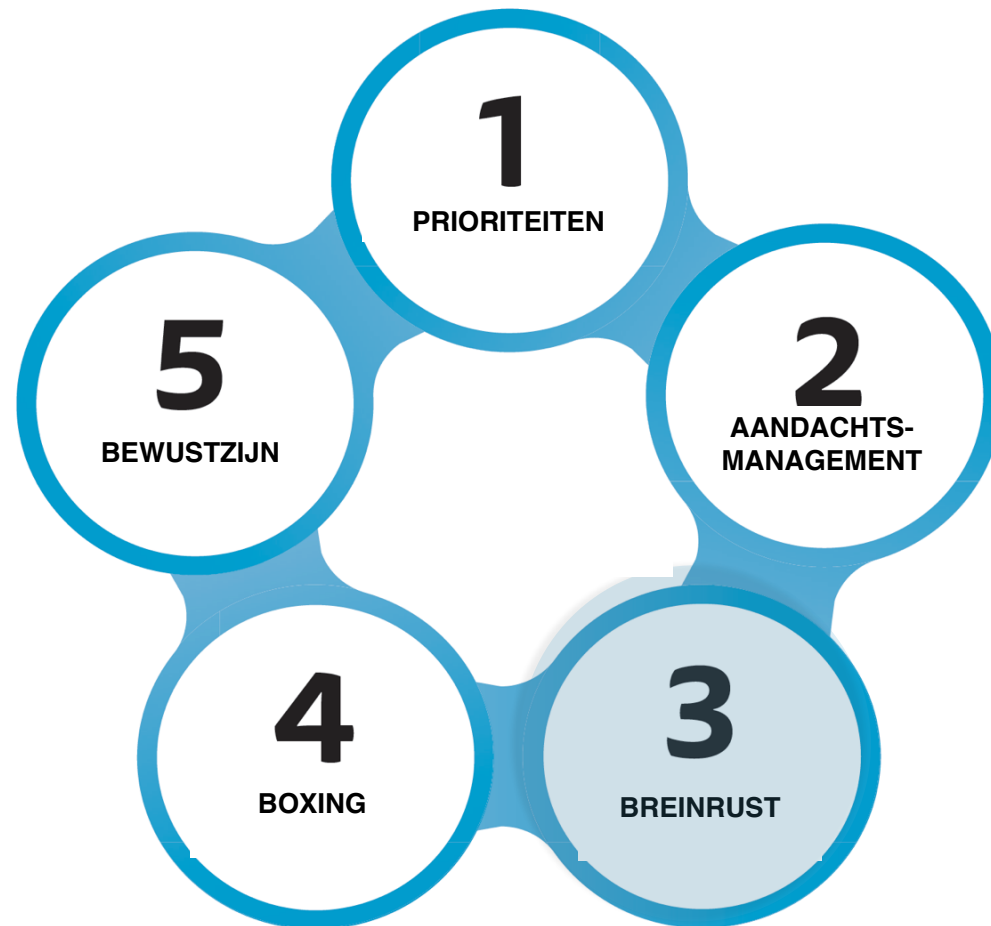 1
PRIORITEITEN
2
AANDACHTS-
MANAGEMENT
3
BREINRUST
4
BOXING
5
BEWUSTZIJN